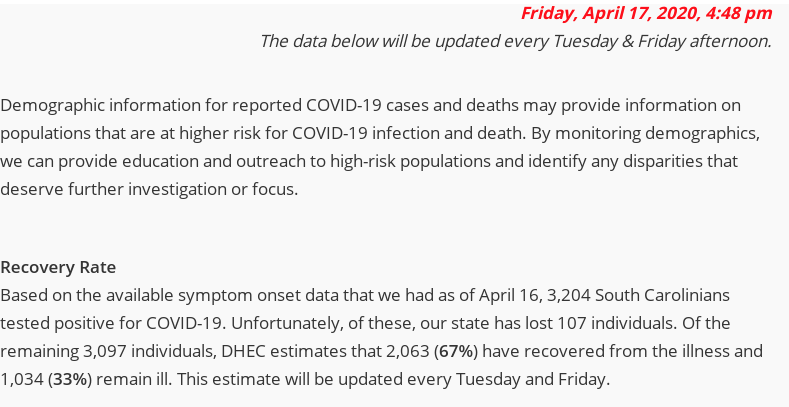 Friday, April 17, 2020, 4:48 pm
The data below will be updated every Tuesday & Friday afternoon.
Demographic information for reported COVID-19 cases and deaths may provide information on
populations that are at higher risk for COVID-19 infection and death. By monitoring demographics,
we can provide education and outreach to high-risk populations and identify any disparities that
deserve further investigation or focus.
Recovery Rate
Based on the available symptom onset data that we had as of April 16, 3,204 South Carolinians
tested positive for COVID-19. Unfortunately, of these, our state has lost 107 individuals. Of the
remaining 3,097 individuals, DHEC estimates that 2,063 (67%) have recovered from the illness and
1,034 (33%) remain ill. This estimate will be updated every Tuesday and Friday.